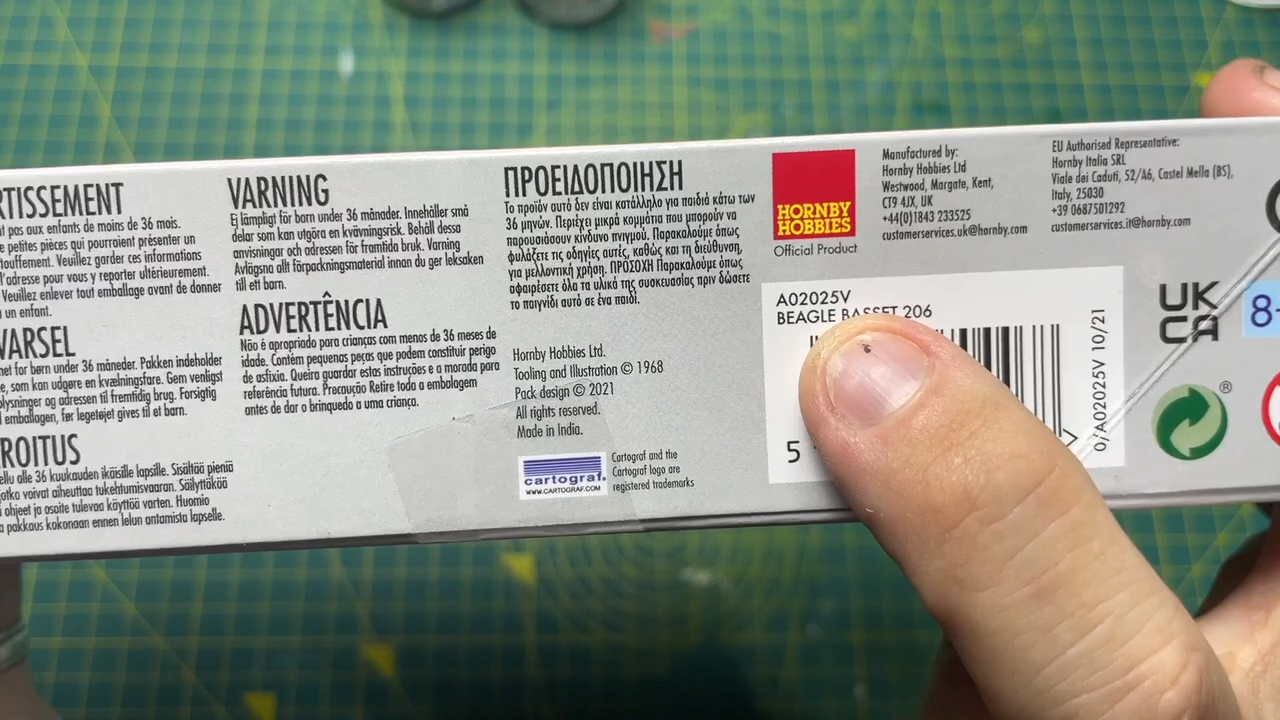 RTISSEMENT
t pas aux enfants de moins de 36 mois.
e petites pièces qui pourraient présenter un
touffement. Veuillez garder ces informations
l'adresse pour vous y reporter ultérieurement.
Veuillez enlever tout emballage avant de donner
un enfant.
VARSEL
net for børn under 36 måneder. Pakken indeholder
e, som kan udgøre en kvælningsfare. Gem venligst
plysninger og adressen til fremtidig brug. Forsigtig
l emballagen, før legetøjet gives til et barn.
ROITUS
ellu alle 36 kuukauden ikäisille lapsille. Sisältää pieniä
jotka voivat aiheuttaa tukehtumisvaaran. Säilyttäkää
ohjeet ja osoite tulevaa käyttöä varten. Huomio
a pakkaus kokonaan ennen lelun antamista lapselle.
VARNING
Ej lämpligt för barn under 36 månader. Innehåller små
delar som kan utgöra en kvävningsrisk. Behåll dessa
anvisningar och adressen för framtida bruk. Varning
Avlägsna allt förpackningsmaterial innan du ger leksaken
till ett barn.
ADVERTÊNCIA
Não é apropriado para crianças com menos de 36 meses de
idade. Contém pequenas peças que podem constituir perigo
de asfixia. Queira guardar estas instruções e a morada para
referência futura. Precaução Retire toda a embalagem
antes de dar o brinquedo a uma criança.
ΠΡΟΕΙΔΟΠΟΙΗΣΗ
Το προϊόν αυτό δεν είναι κατάλληλο για παιδιά κάτω των
36 μηνών. Περιέχει μικρά κομμάτια που μπορούν να
παρουσιάσουν κίνδυνο πνιγμού. Παρακαλούμε όπως
φυλάξετε τις οδηγίες αυτές, καθώς και τη διεύθυνση,
για μελλοντική χρήση. ΠΡΟΣΟΧΗ Παρακαλούμε όπως
αφαιρέσετε όλα τα υλικά της συσκευασίας πριν δώσετε
το παιγνίδι αυτό σε ένα παιδί.
Hornby Hobbies Ltd.
Tooling and Illustration © 1968
Pack design © 2021
All rights reserved.
Made in India.
cartograf.
WWW.CARTOGRAF.COM
Cartograf and the
Cartograf logo are
registered trademarks
HORNBY
HOBBIES
Official Product
Manufactured by:
Hornby Hobbies Ltd
Westwood, Margate, Kent,
CT9 4JX, UK
+44(0)1843 233525
customerservices.uk@hornby.com
EU Authorised Representative:
Hornby Italia SRL
Viale dei Caduti, 52/A6, Castel Mella (BS),
Italy, 25030
+39 0687501292
customerservices.it@hornby.com
A02025V
BEAGLE BASSET 206
5
>
0/A02025V 10/21
UK
CA
8-
®